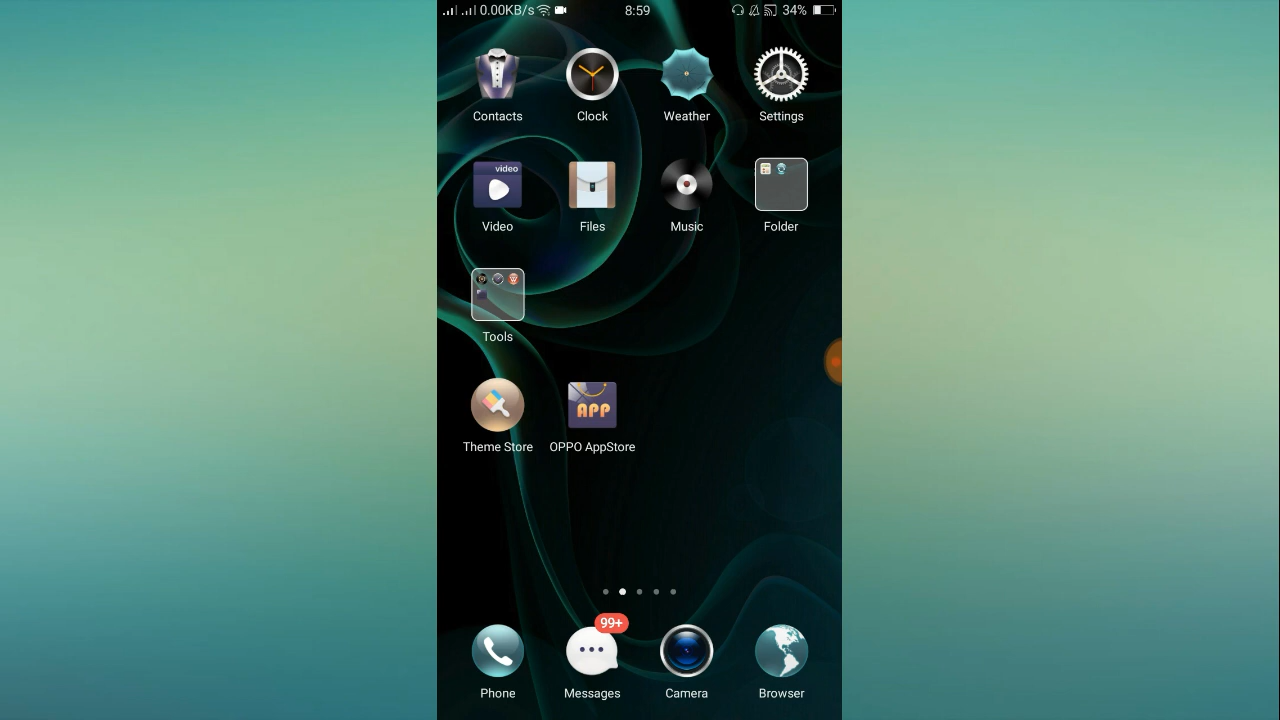 0.00KB/s 8:59 34%
Contacts Clock Weather Settings
video
Video Files Music Folder
Tools
APP
Theme Store OPPO AppStore
99+
Phone Messages Camera Browser